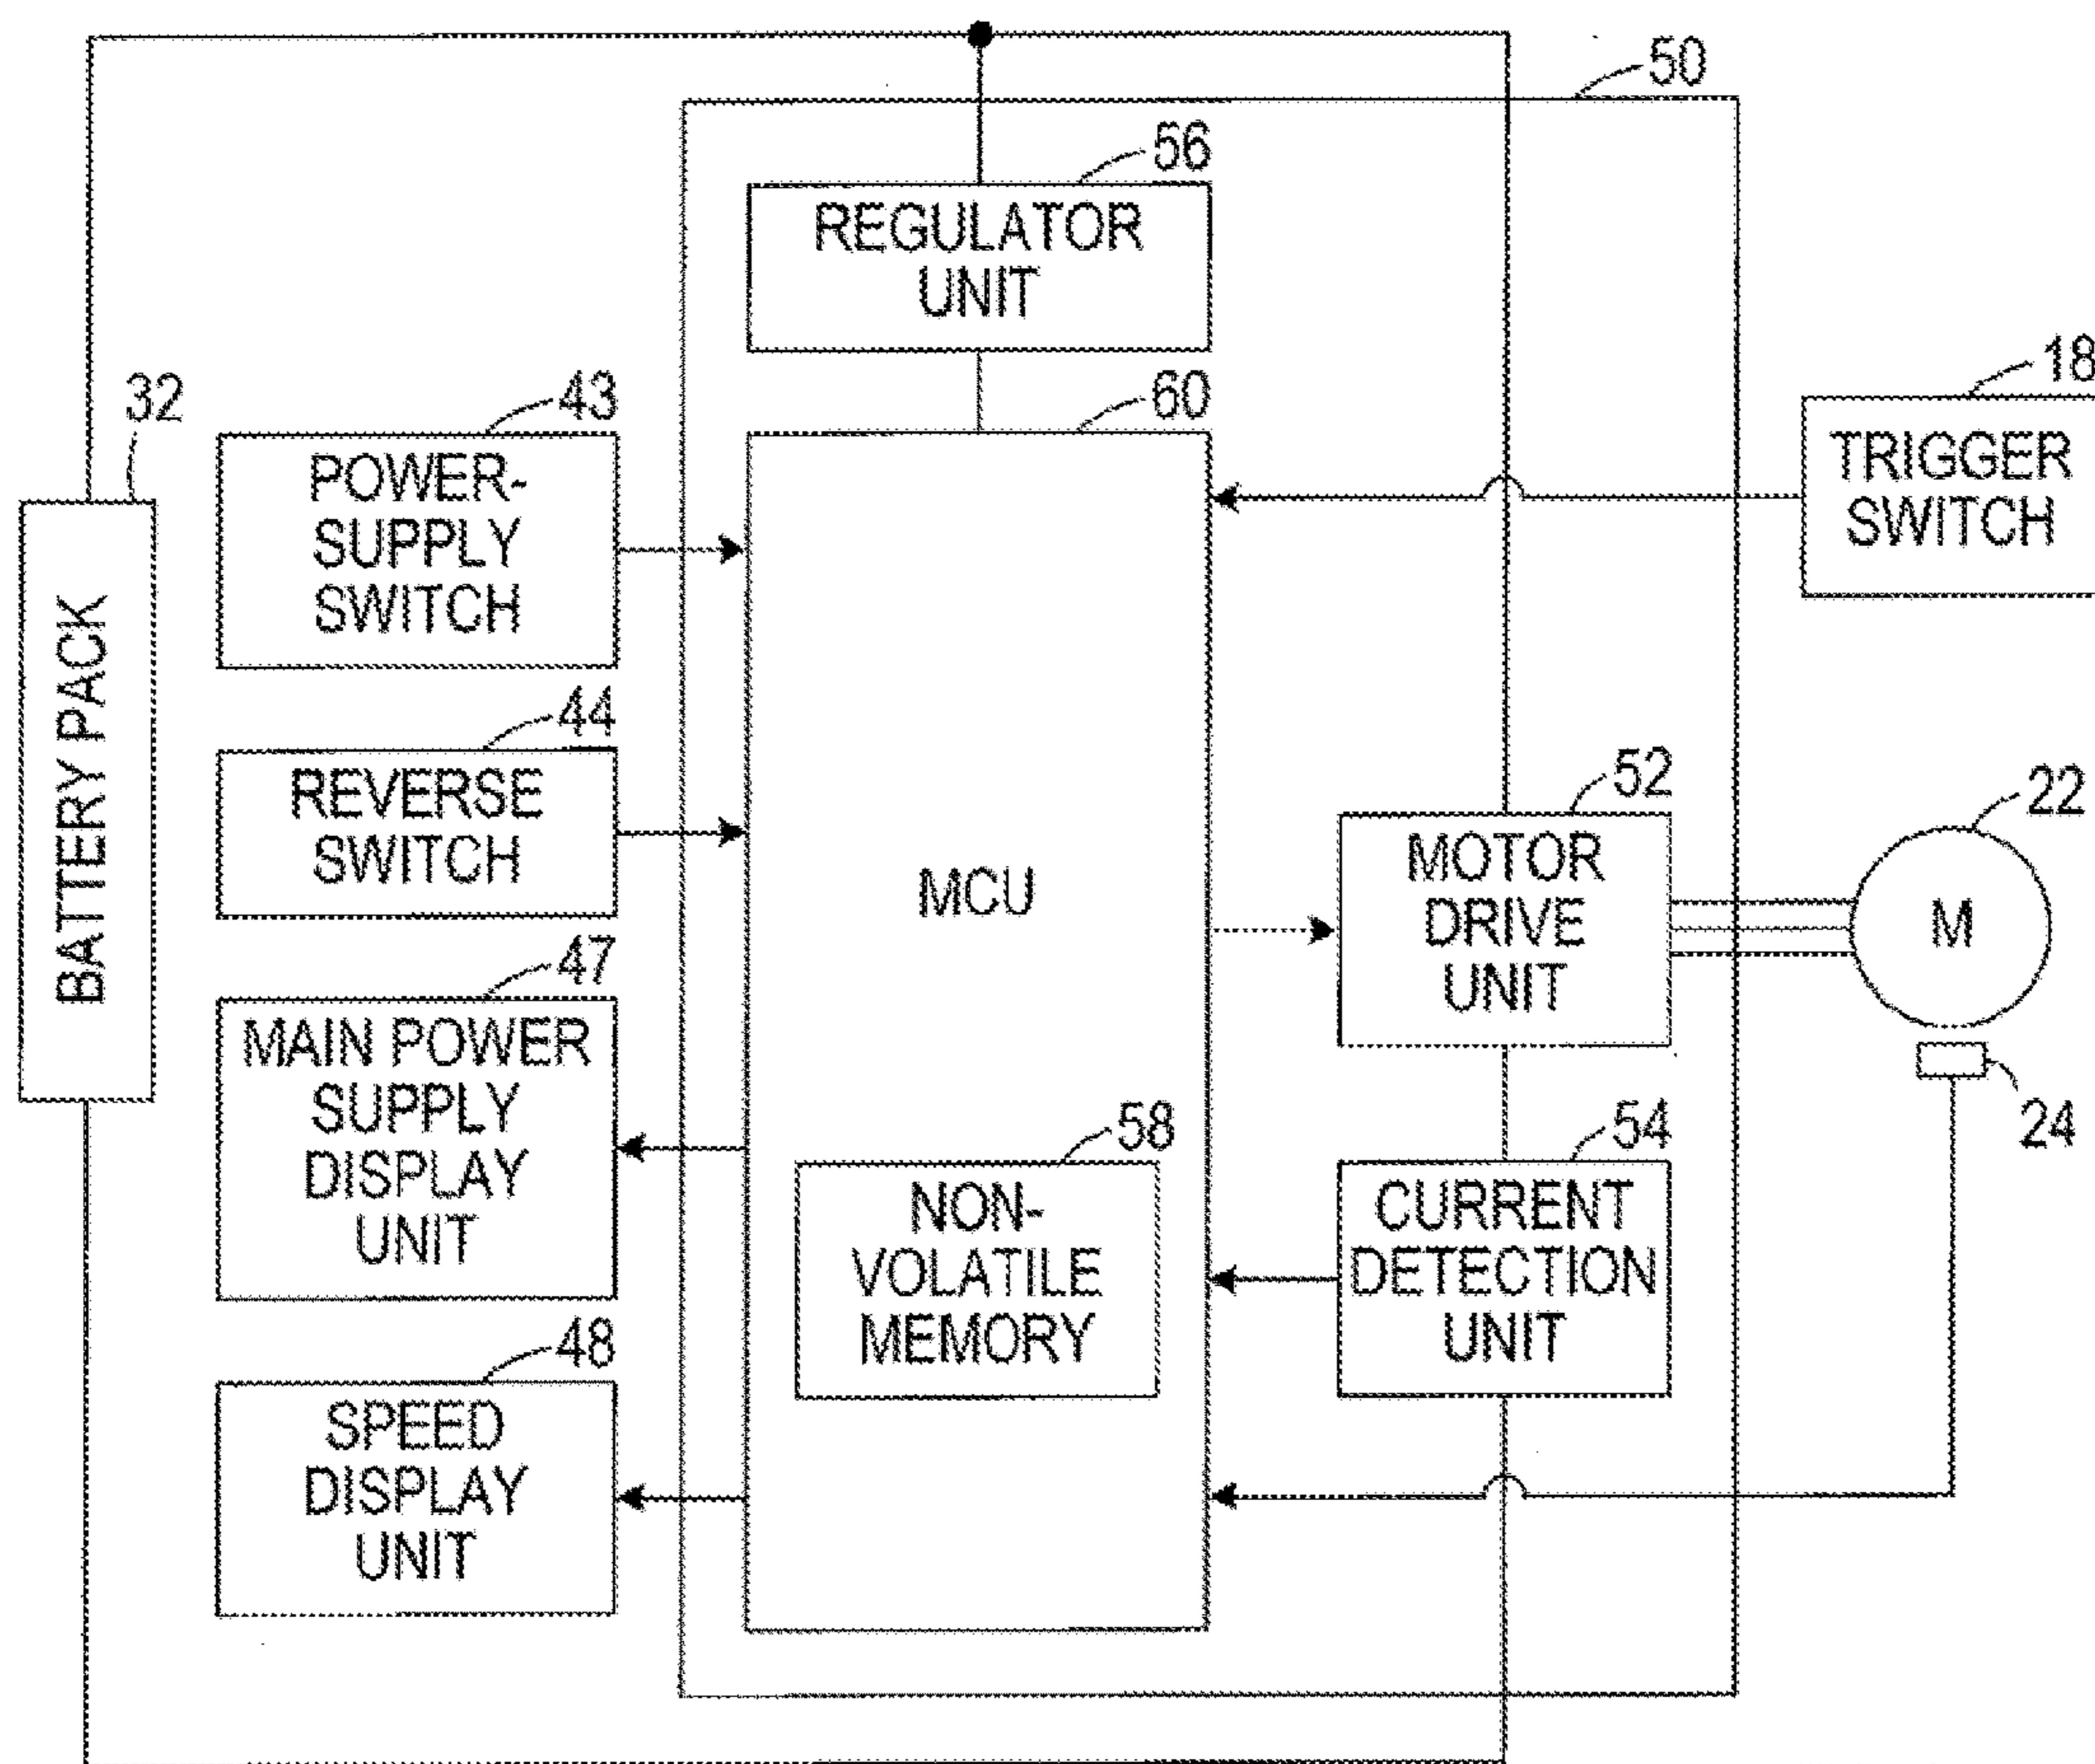 50
56
REGULATOR
UNIT
32
43
60
18
POWER-
SUPPLY
SWITCH
TRIGGER
SWITCH
BATTERY PACK
44
REVERSE
SWITCH
52
22
MCU
MOTOR
DRIVE
UNIT
M
47
MAIN POWER
SUPPLY
DISPLAY
UNIT
58
NON-
VOLATILE
MEMORY
54
24
CURRENT
DETECTION
UNIT
48
SPEED
DISPLAY
UNIT